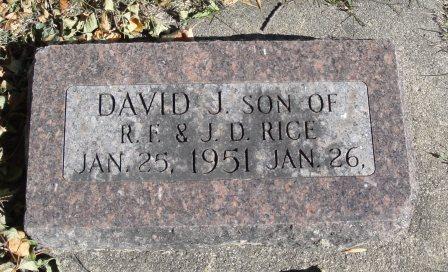 DAVID J. SON OF
R. F. & J. D. RICE
JAN. 25, 1951 JAN. 26,